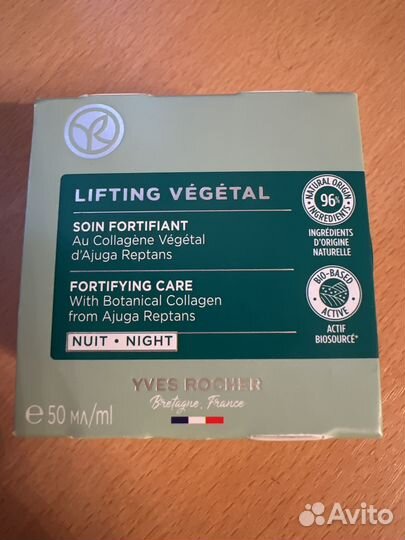 LIFTING VÉGÉTAL
SOIN FORTIFIANT
Au Collagène Végétal
d'Ajuga Reptans
FORTIFYING CARE
With Botanical Collagen
from Ajuga Reptans
NUIT • NIGHT
NATURAL ORIGIN
96%
INGREDIENTS
INGRÉDIENTS
D'ORIGINE
NATURELLE
BIO-BASED
ACTIVE
ACTIF
BIOSOURCÉ*
YVES ROCHER
Bretagne, France
e 50 мл/ml
Avito